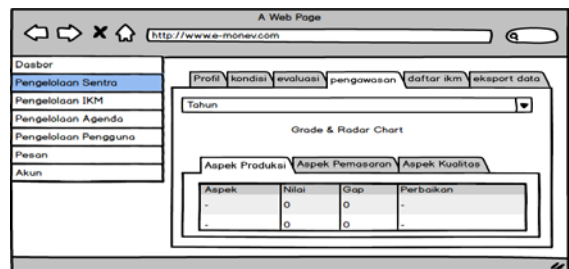 A Web Page
http://www.e-monev.com
Dasbor
Pengelolaan Sentra
Pengelolaan IKM
Pengelolaan Agenda
Pengelolaan Pengguna
Pesan
Akun
Profil kondisi evaluasi pengawasan daftar ikm eksport data
Tahun
Grade & Radar Chart
Aspek Produksi Aspek Pemasaran Aspek Kualitas
Aspek Nilai Gap Perbaikan
- 0 0 -
- 0 0 -